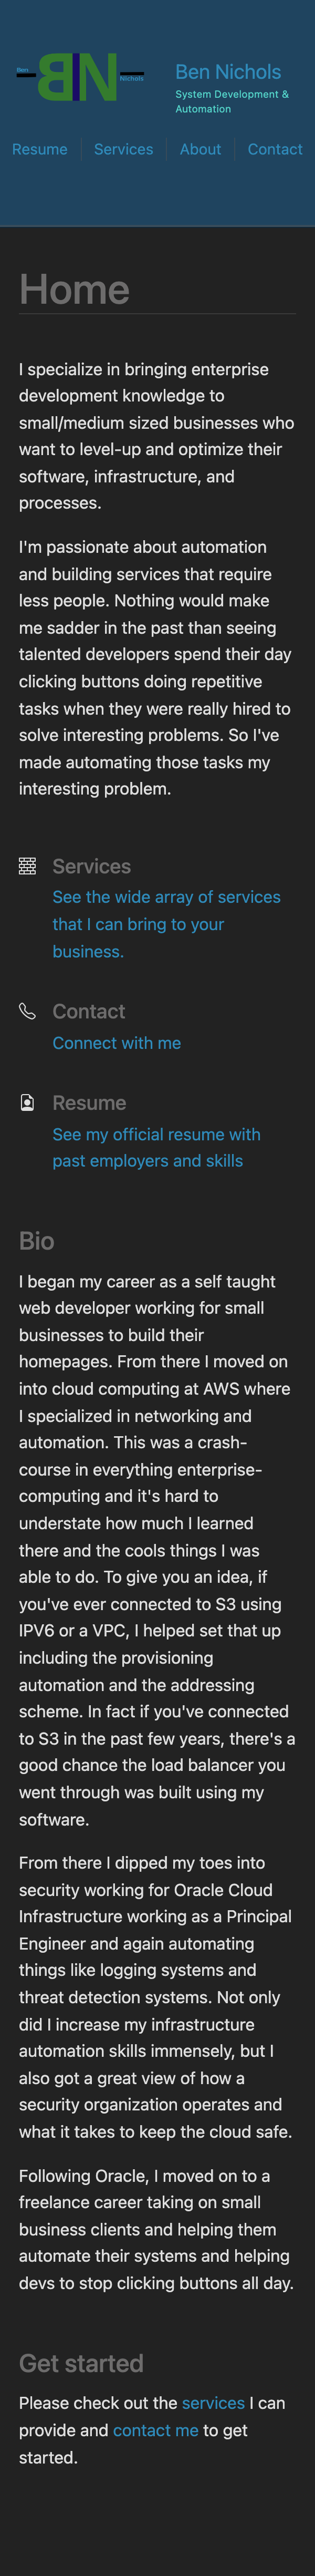 Ben
BN
Nichols
Ben Nichols
System Development &
Automation
Resume
Services
About
Contact
Home
I specialize in bringing enterprise
development knowledge to
small/medium sized businesses who
want to level-up and optimize their
software, infrastructure, and
processes.
I'm passionate about automation
and building services that require
less people. Nothing would make
me sadder in the past than seeing
talented developers spend their day
clicking buttons doing repetitive
tasks when they were really hired to
solve interesting problems. So I've
made automating those tasks my
interesting problem.
Services
See the wide array of services
that I can bring to your
business.
Contact
Connect with me
Resume
See my official resume with
past employers and skills
Bio
I began my career as a self taught
web developer working for small
businesses to build their
homepages. From there I moved on
into cloud computing at AWS where
I specialized in networking and
automation. This was a crash-
course in everything enterprise-
computing and it's hard to
understate how much I learned
there and the cools things I was
able to do. To give you an idea, if
you've ever connected to S3 using
IPV6 or a VPC, I helped set that up
including the provisioning
automation and the addressing
scheme. In fact if you've connected
to S3 in the past few years, there's a
good chance the load balancer you
went through was built using my
software.
From there I dipped my toes into
security working for Oracle Cloud
Infrastructure working as a Principal
Engineer and again automating
things like logging systems and
threat detection systems. Not only
did I increase my infrastructure
automation skills immensely, but I
also got a great view of how a
security organization operates and
what it takes to keep the cloud safe.
Following Oracle, I moved on to a
freelance career taking on small
business clients and helping them
automate their systems and helping
devs to stop clicking buttons all day.
Get started
Please check out the services I can
provide and contact me to get
started.